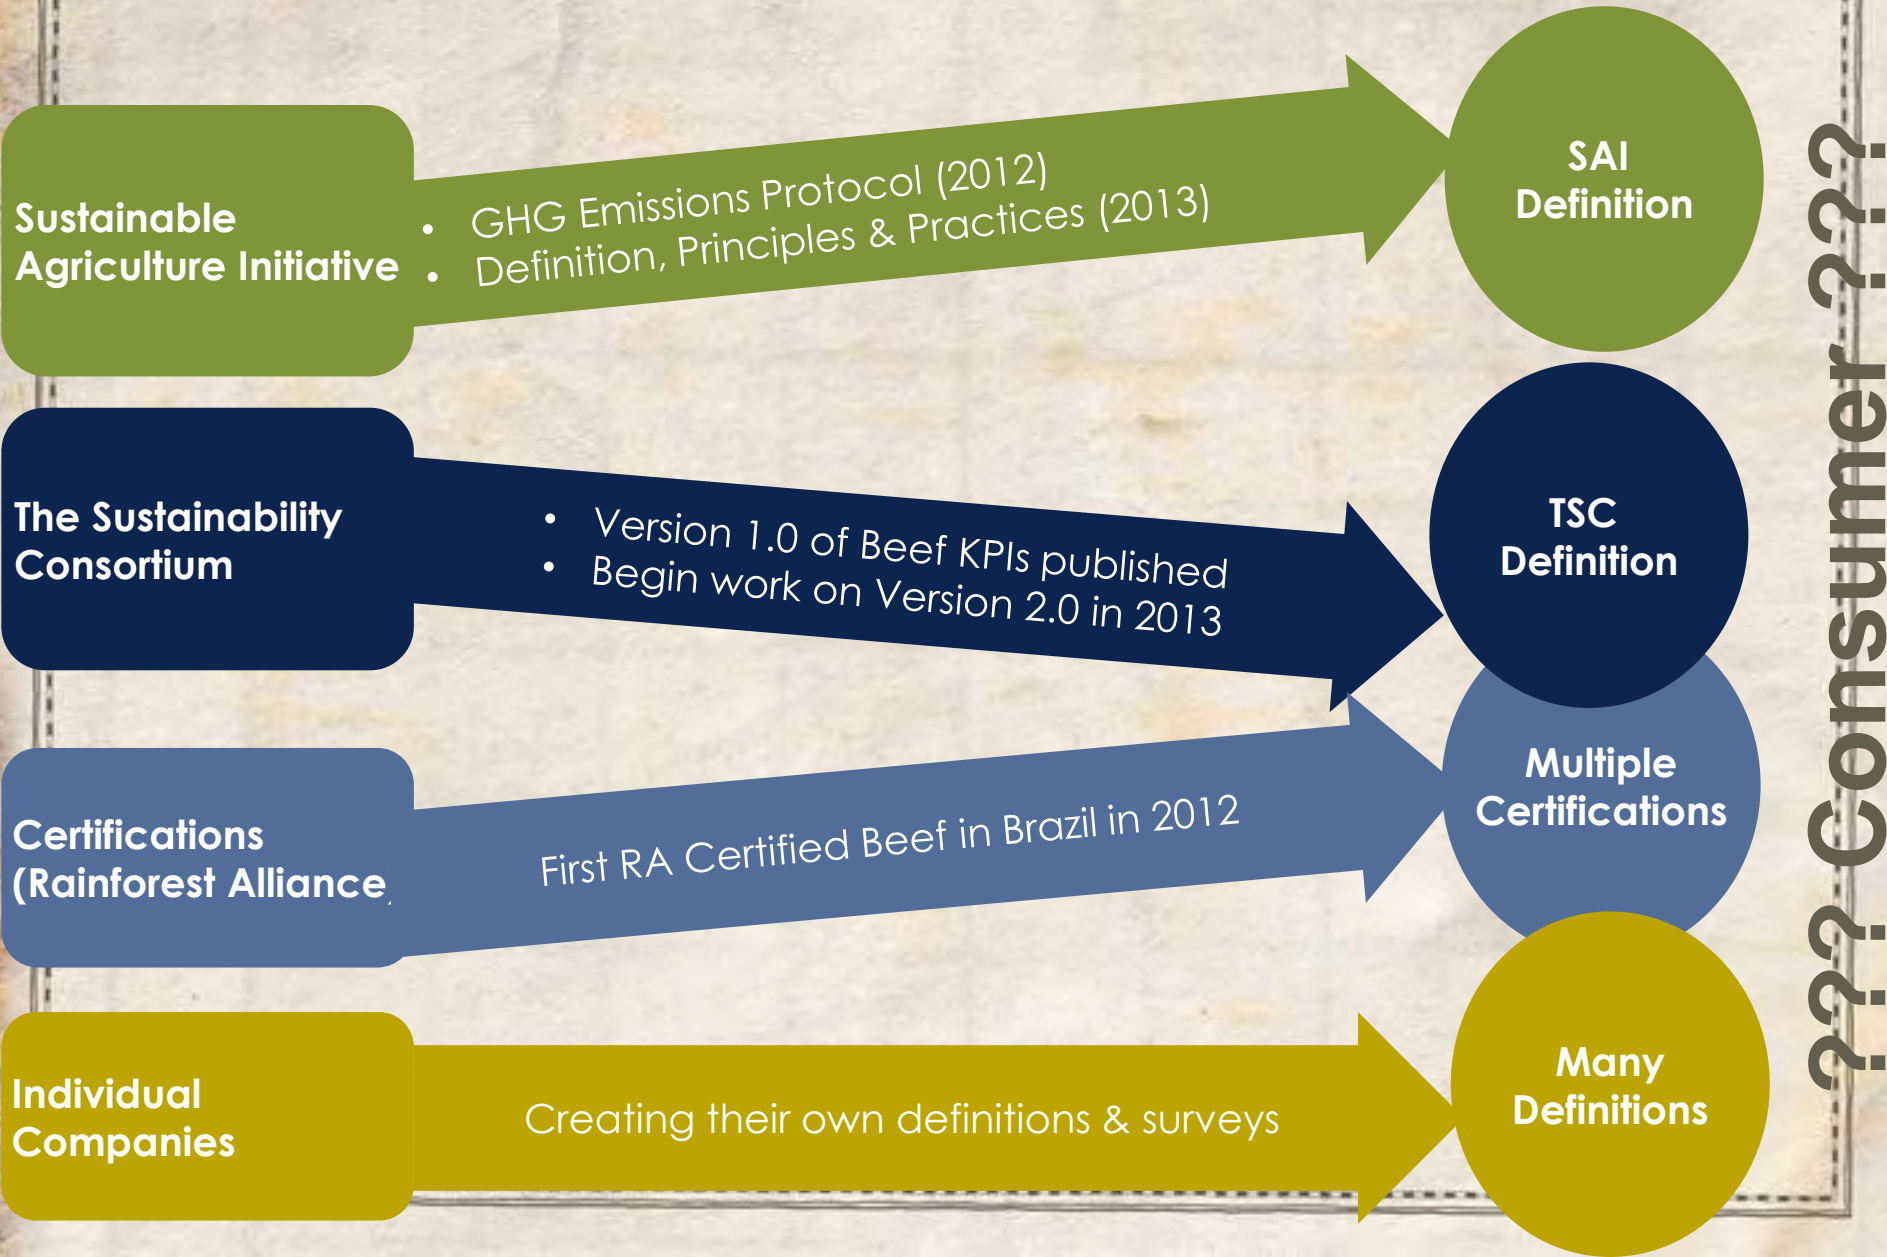 Sustainable
Agriculture Initiative
• GHG Emissions Protocol (2012)
• Definition, Principles & Practices (2013)
SAI
Definition
The Sustainability
Consortium
• Version 1.0 of Beef KPIs published
• Begin work on Version 2.0 in 2013
TSC
Definition
Certifications
(Rainforest Alliance)
First RA Certified Beef in Brazil in 2012
Multiple
Certifications
Individual
Companies
Creating their own definitions & surveys
Many
Definitions
??? Consumer ???